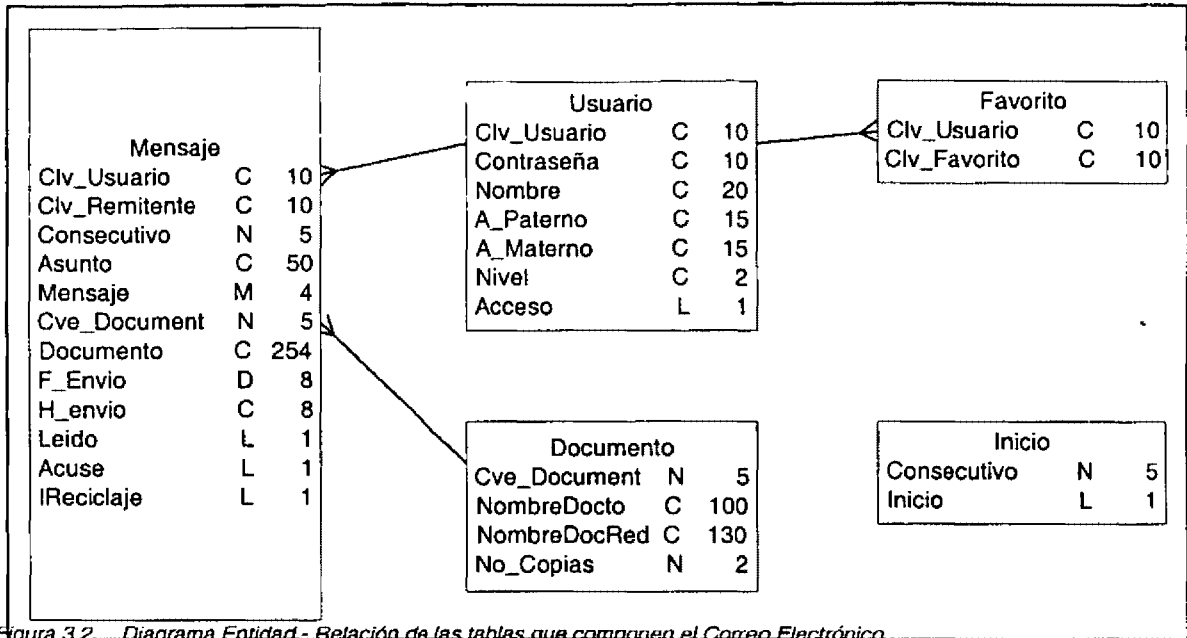 Mensaje
Clv_Usuario C 10
Clv_Remitente C 10
Consecutivo N 5
Asunto C 50
Mensaje M 4
Cve_Document N 5
Documento C 254
F_Envio D 8
H_envio C 8
Leido L 1
Acuse L 1
lReciclaje L 1
Usuario
Clv_Usuario C 10
Contraseña C 10
Nombre C 20
A_Paterno C 15
A_Materno C 15
Nivel C 2
Acceso L 1
Favorito
Clv_Usuario C 10
Clv_Favorito C 10
Documento
Cve_Document N 5
NombreDocto C 100
NombreDocRed C 130
No_Copias N 2
Inicio
Consecutivo N 5
Inicio L 1
Figura 3.2. Diagrama Entidad - Relación de las tablas que componen el Correo Electrónico